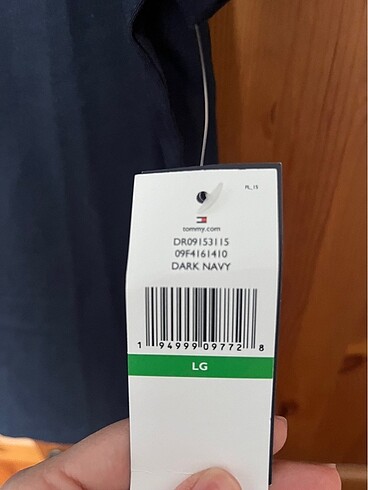 PL_15
tommy.com
DR09153115
09F4161410
DARK NAVY
1 94999 09772 8
LG